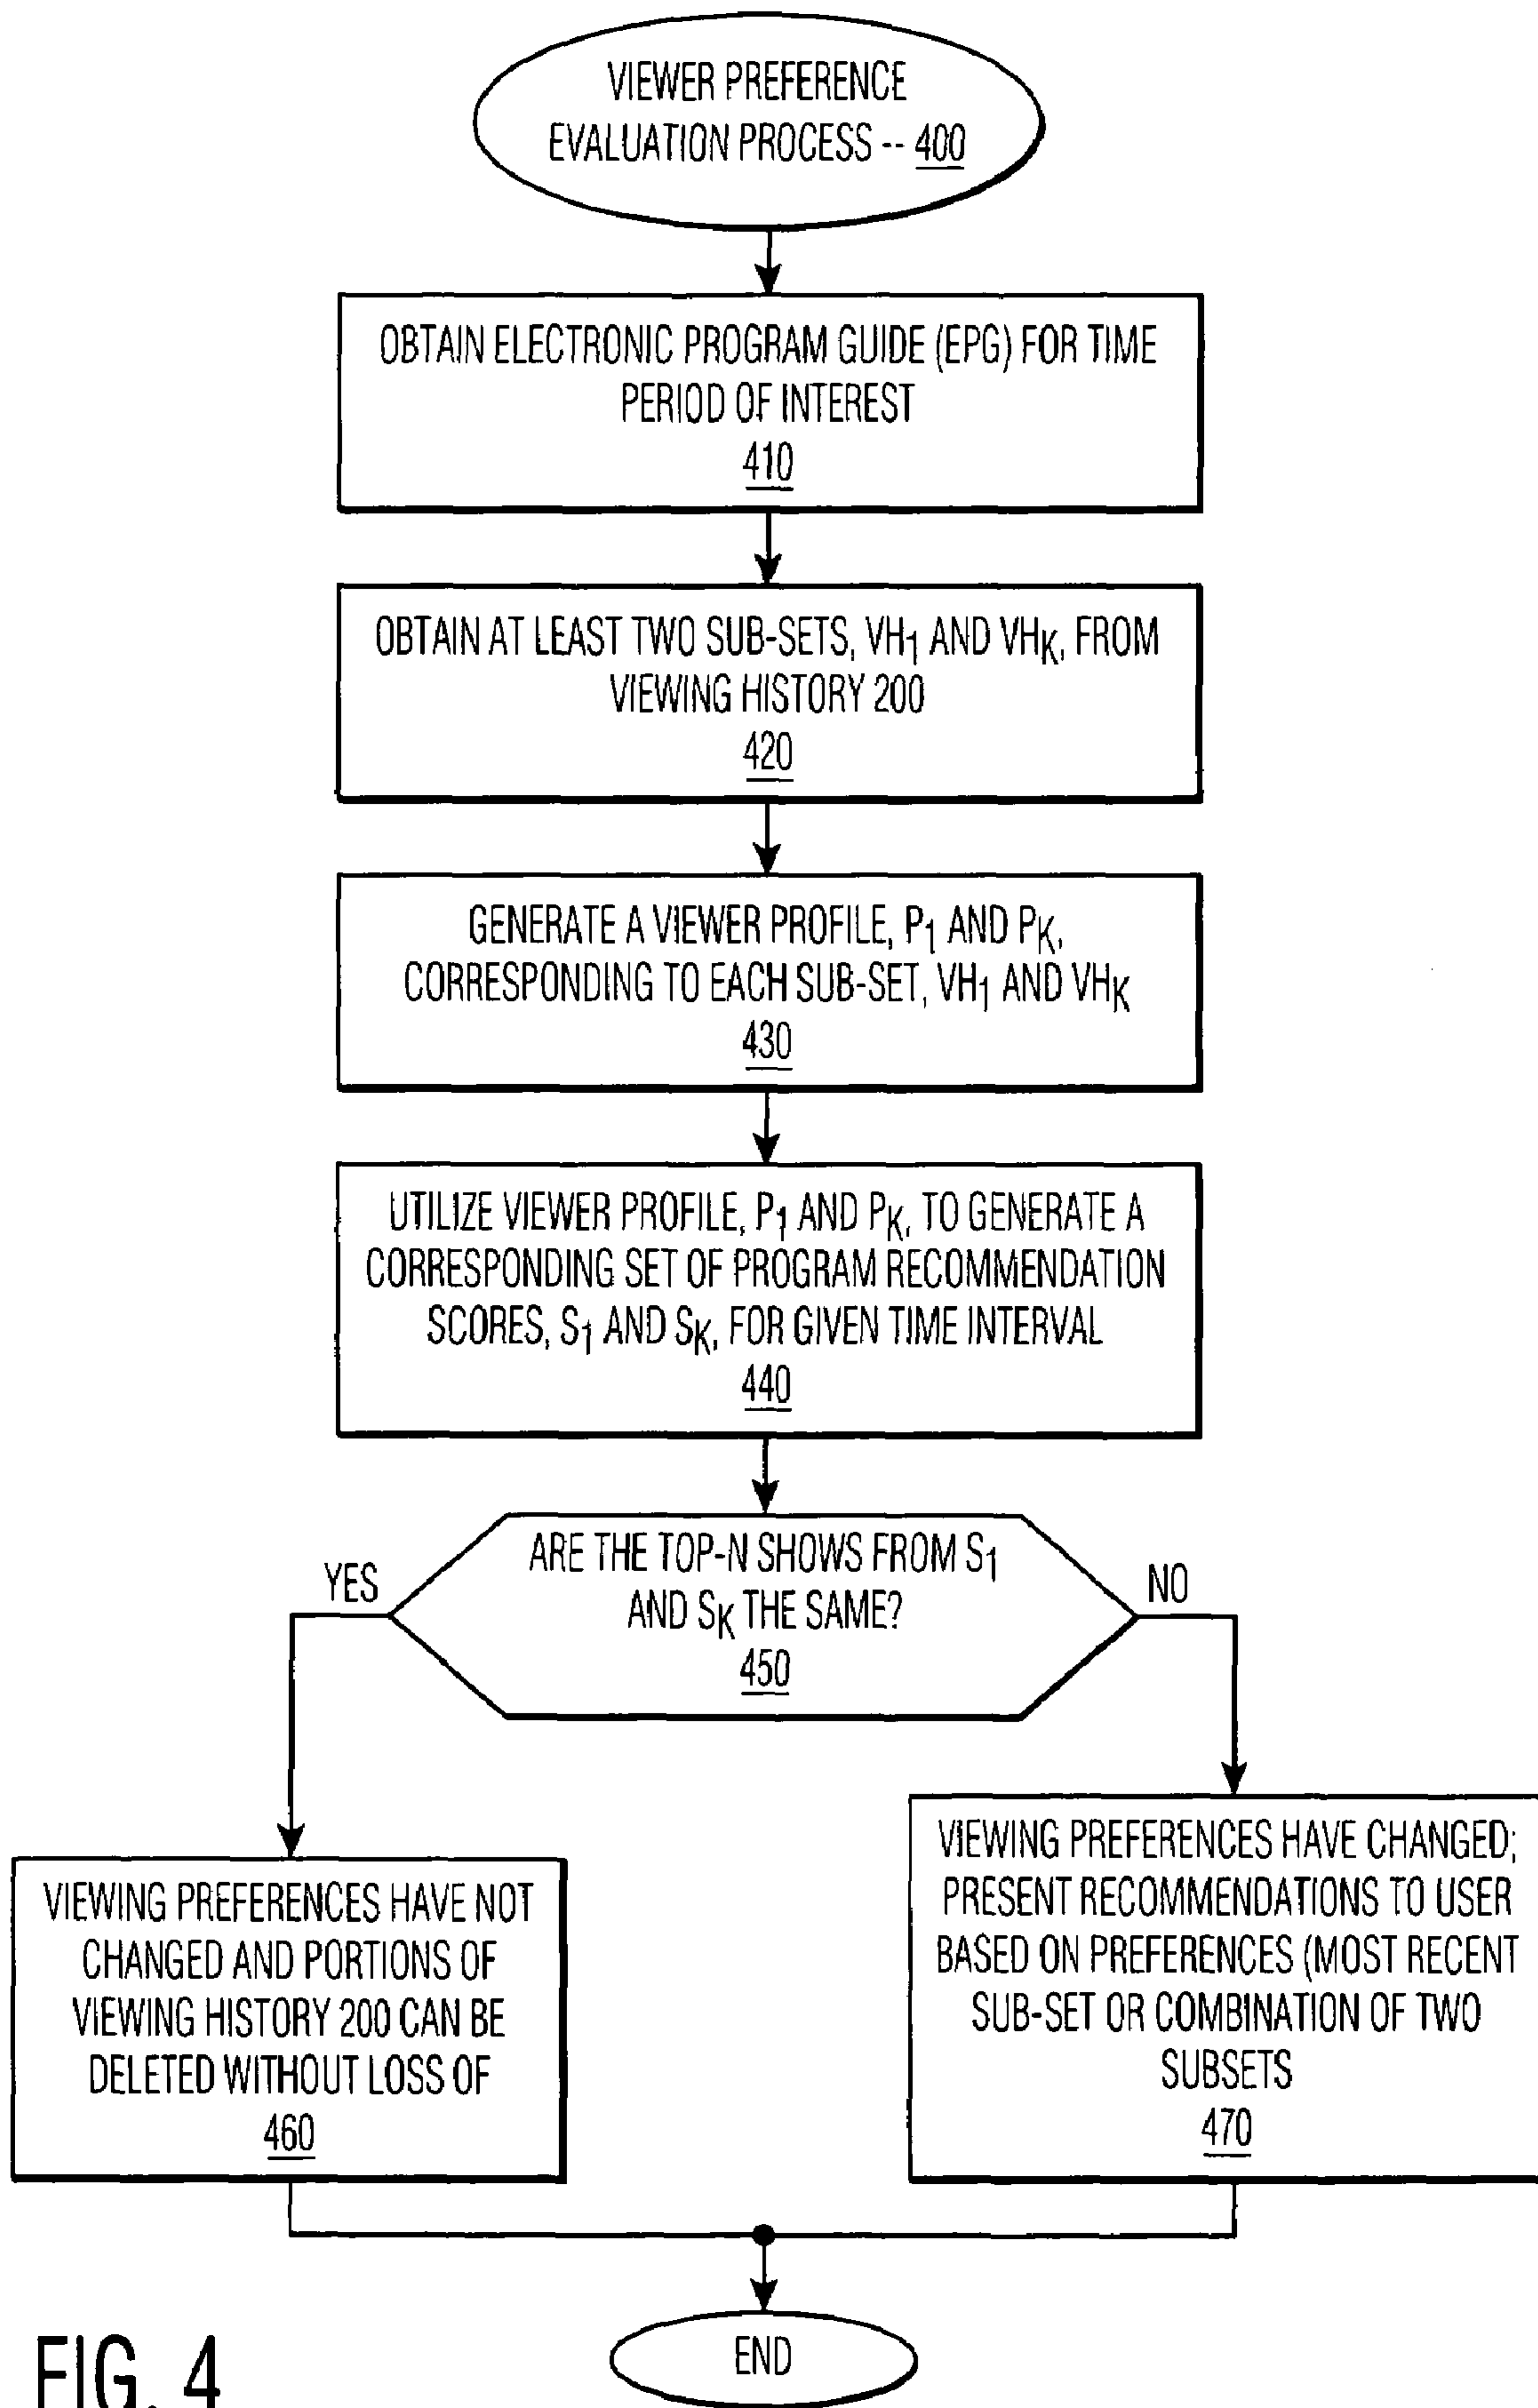 VIEWER PREFERENCE
EVALUATION PROCESS -- 400
OBTAIN ELECTRONIC PROGRAM GUIDE (EPG) FOR TIME
PERIOD OF INTEREST
410
OBTAIN AT LEAST TWO SUB-SETS, VH1 AND VHK, FROM
VIEWING HISTORY 200
420
GENERATE A VIEWER PROFILE, P1 AND PK,
CORRESPONDING TO EACH SUB-SET, VH1 AND VHK
430
UTILIZE VIEWER PROFILE, P1 AND PK, TO GENERATE A
CORRESPONDING SET OF PROGRAM RECOMMENDATION
SCORES, S1 AND SK, FOR GIVEN TIME INTERVAL
440
ARE THE TOP-N SHOWS FROM S1
AND SK THE SAME?
450
YES
NO
VIEWING PREFERENCES HAVE NOT
CHANGED AND PORTIONS OF
VIEWING HISTORY 200 CAN BE
DELETED WITHOUT LOSS OF
460
VIEWING PREFERENCES HAVE CHANGED;
PRESENT RECOMMENDATIONS TO USER
BASED ON PREFERENCES (MOST RECENT
SUB-SET OR COMBINATION OF TWO
SUBSETS
470
END
FIG. 4